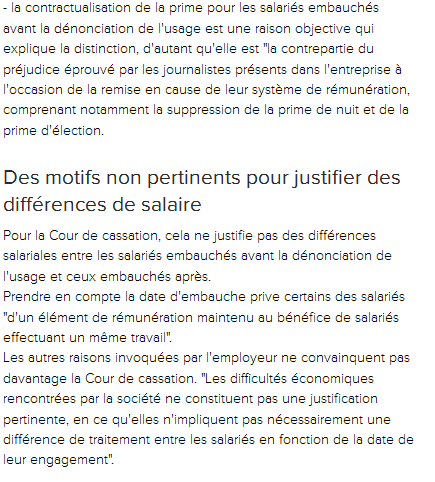 - la contractualisation de la prime pour les salariés embauchés
avant la dénonciation de l'usage est une raison objective qui
explique la distinction, d'autant qu'elle est "la contrepartie du
préjudice éprouvé par les journalistes présents dans l'entreprise à
l'occasion de la remise en cause de leur système de rémunération,
comprenant notamment la suppression de la prime de nuit et de la
prime d'élection.
Des motifs non pertinents pour justifier des
différences de salaire
Pour la Cour de cassation, cela ne justifie pas des différences
salariales entre les salariés embauchés avant la dénonciation de
l'usage et ceux embauchés après.
Prendre en compte la date d'embauche prive certains des salariés
"d'un élément de rémunération maintenu au bénéfice de salariés
effectuant un même travail".
Les autres raisons invoquées par l'employeur ne convainquent pas
davantage la Cour de cassation. "Les difficultés économiques
rencontrées par la société ne constituent pas une justification
pertinente, en ce qu'elles n'impliquent pas nécessairement une
différence de traitement entre les salariés en fonction de la date de
leur engagement".